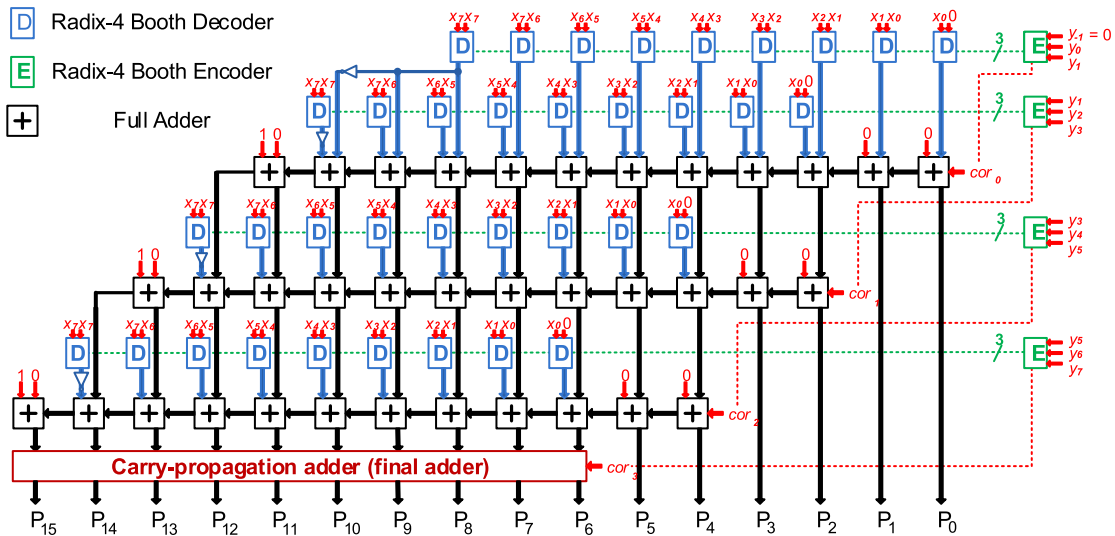 D Radix-4 Booth Decoder
E Radix-4 Booth Encoder
+ Full Adder
x7x7 x7x6 x6x5 x5x4 x4x3 x3x2 x2x1 x1x0 x00
D D D D D D D D D 3 E
y-1 = 0
y0
y1
x7x7 x7x6 x6x5 x5x4 x4x3 x3x2 x2x1 x1x0 x00
D D D D D D D D D 3 E
y1
y2
y3
1 0 0 0
+ + + + + + + + + + + + cor0
x7x7 x7x6 x6x5 x5x4 x4x3 x3x2 x2x1 x1x0 x00
D D D D D D D D D 3 E
y3
y4
y5
1 0 0 0
+ + + + + + + + + + + + cor1
x7x7 x7x6 x6x5 x5x4 x4x3 x3x2 x2x1 x1x0 x00
D D D D D D D D D 3 E
y5
y6
y7
1 0 0 0
+ + + + + + + + + + + + cor2
Carry-propagation adder (final adder) cor3
P15 P14 P13 P12 P11 P10 P9 P8 P7 P6 P5 P4 P3 P2 P1 P0